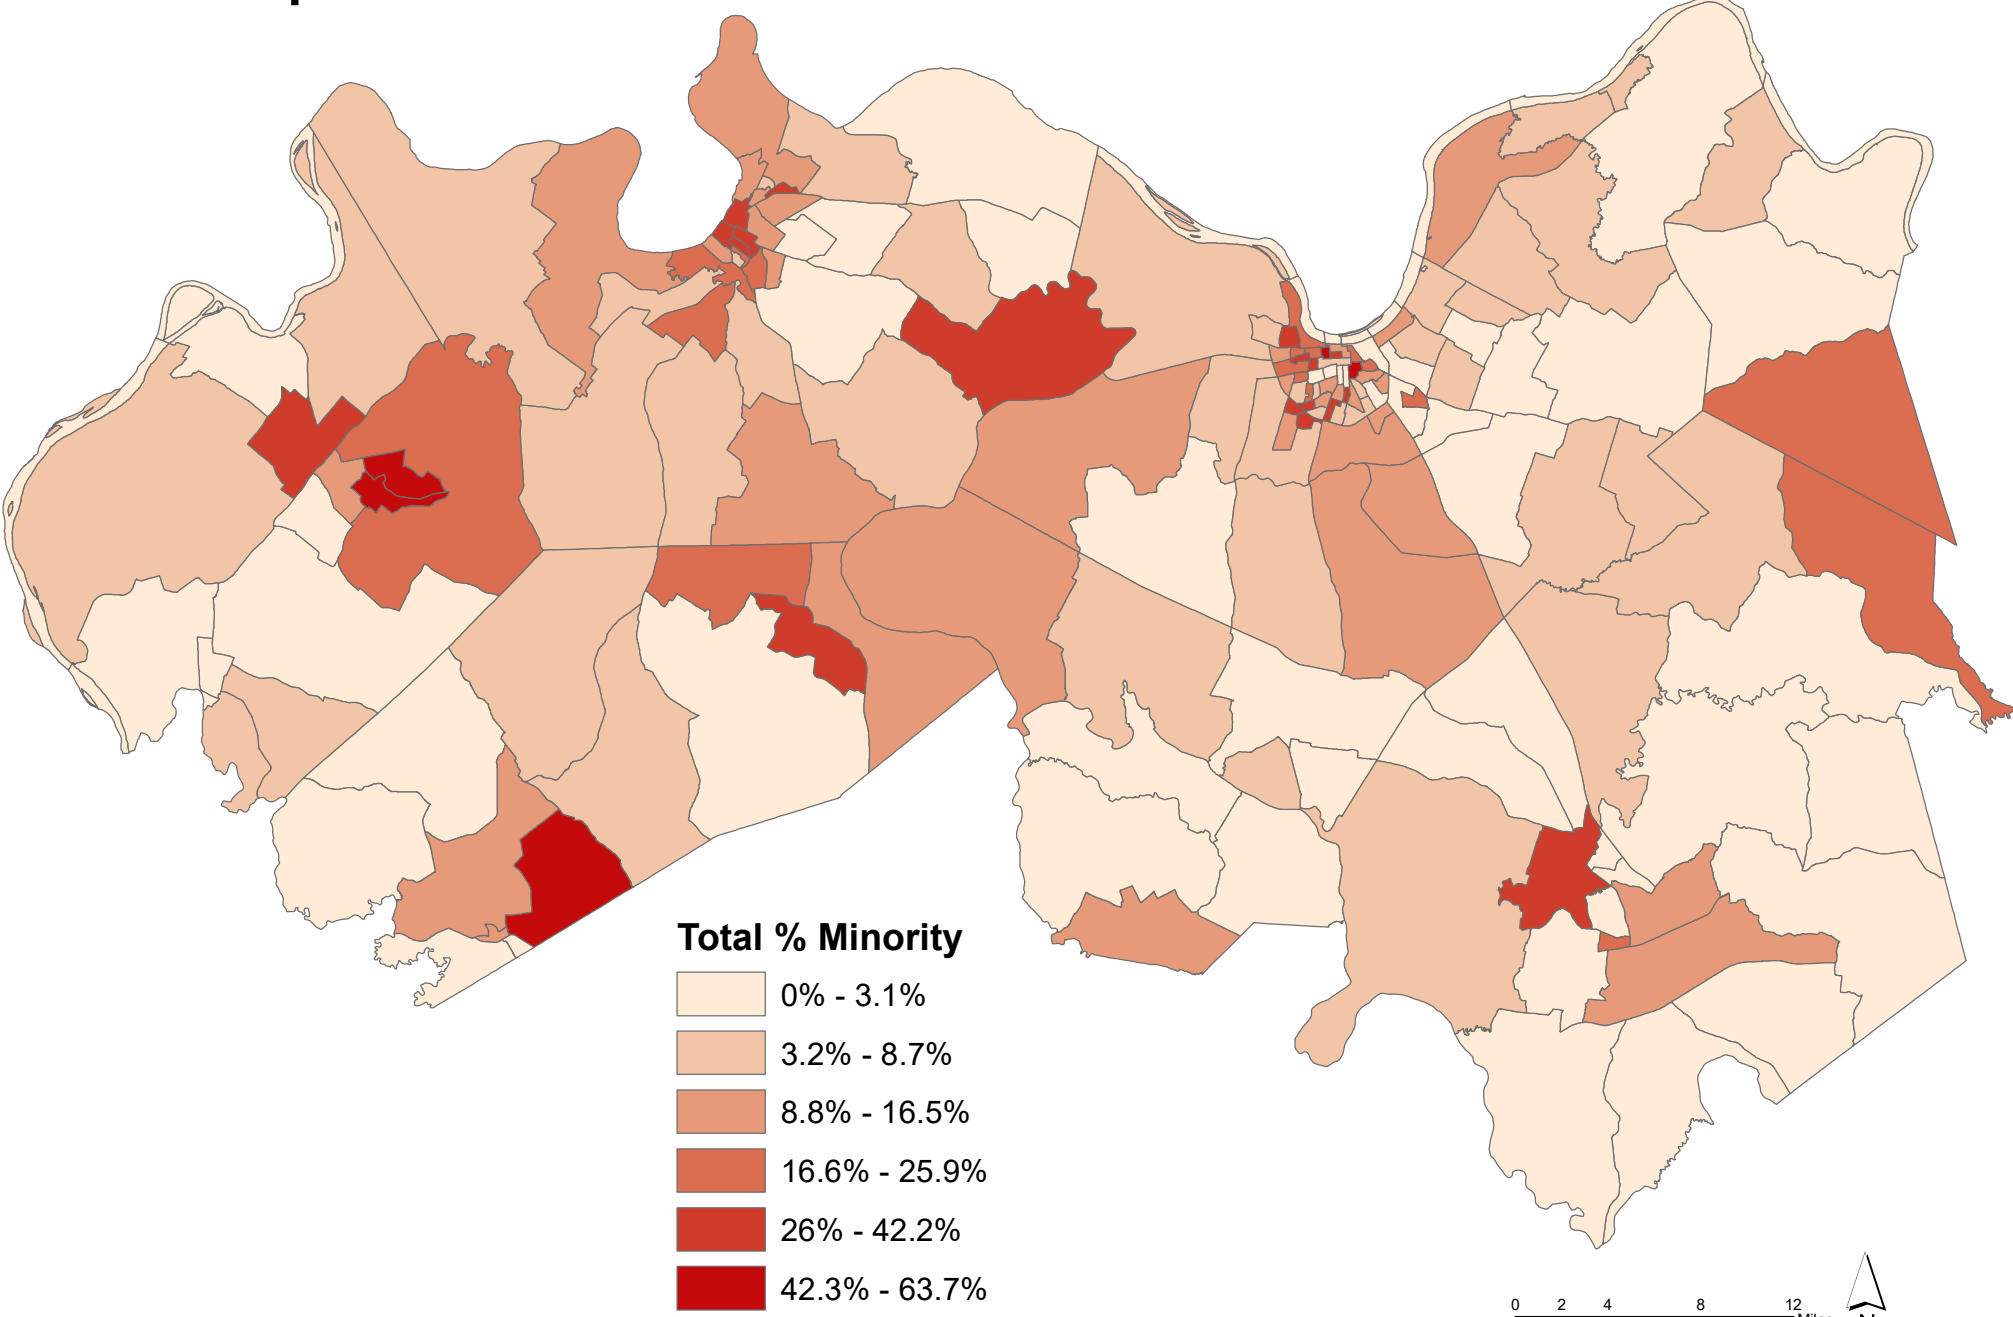 Total % Minority
0% - 3.1%
3.2% - 8.7%
8.8% - 16.5%
16.6% - 25.9%
26% - 42.2%
42.3% - 63.7%
0 2 4 8 12
Miles
N